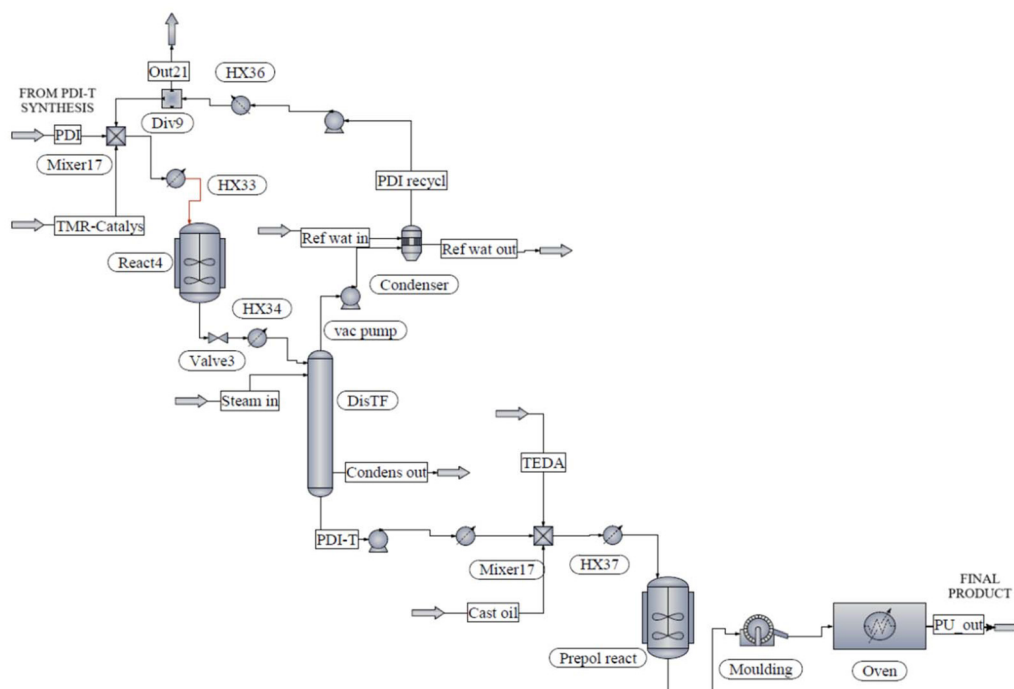 Out21
HX36
FROM PDI-T
SYNTHESIS
Div9
PDI
Mixer17
HX33
PDI recycl
TMR-Catalys
Ref wat in
Ref wat out
React4
Condenser
HX34
vac pump
Valve3
Steam in
DisTF
TEDA
Condens out
PDI-T
Mixer17
HX37
Cast oil
FINAL
PRODUCT
PU_out
Prepol react
Moulding
Oven